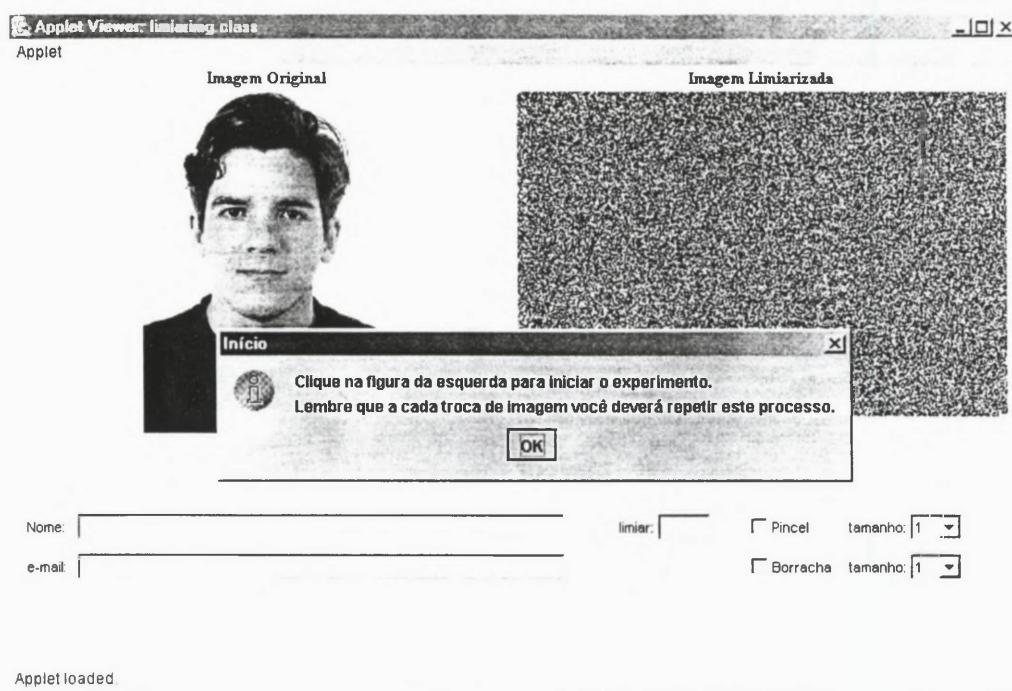 Applet Viewer: limiarimg.class
Applet
Imagem Original
Imagem Limiarizada
Início
Clique na figura da esquerda para iniciar o experimento.
Lembre que a cada troca de imagem você deverá repetir este processo.
OK
Nome: limiar: Pincel tamanho: 1
e-mail: Borracha tamanho: 1
Applet loaded.